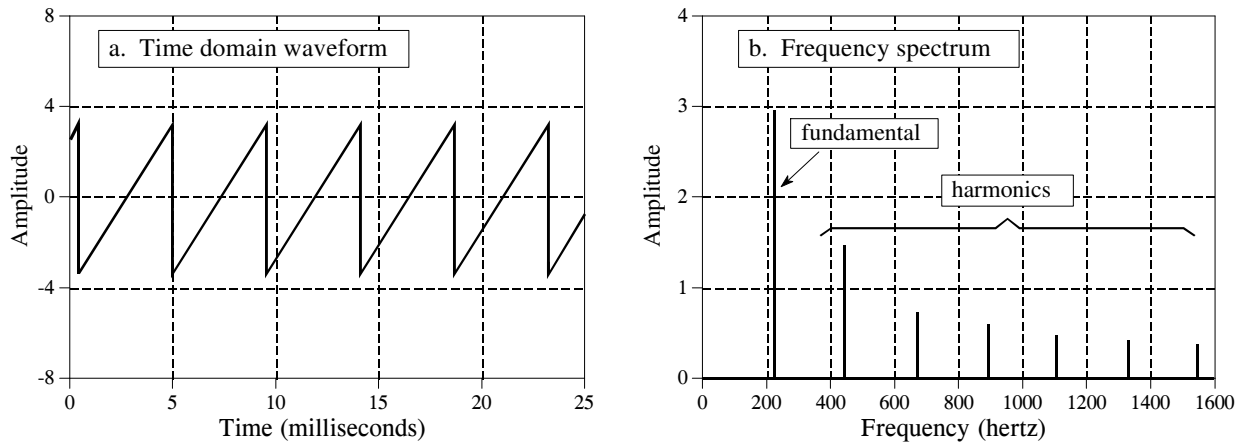 a. Time domain waveform
Amplitude
8
4
0
-4
-8
0 5 10 15 20 25
Time (milliseconds)
b. Frequency spectrum
fundamental
harmonics
Amplitude
4
3
2
1
0
0 200 400 600 800 1000 1200 1400 1600
Frequency (hertz)